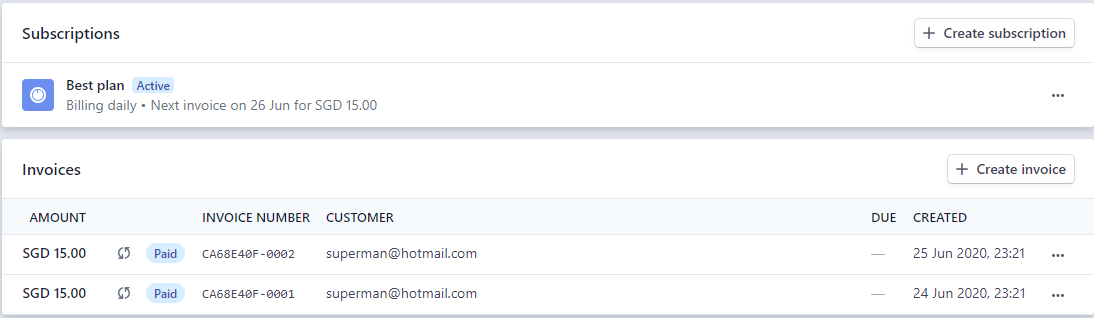 Subscriptions
+ Create subscription
Best plan Active
Billing daily • Next invoice on 26 Jun for SGD 15.00
Invoices
+ Create invoice
AMOUNT INVOICE NUMBER CUSTOMER DUE CREATED
SGD 15.00 Paid CA68E40F-0002 superman@hotmail.com — 25 Jun 2020, 23:21
SGD 15.00 Paid CA68E40F-0001 superman@hotmail.com — 24 Jun 2020, 23:21